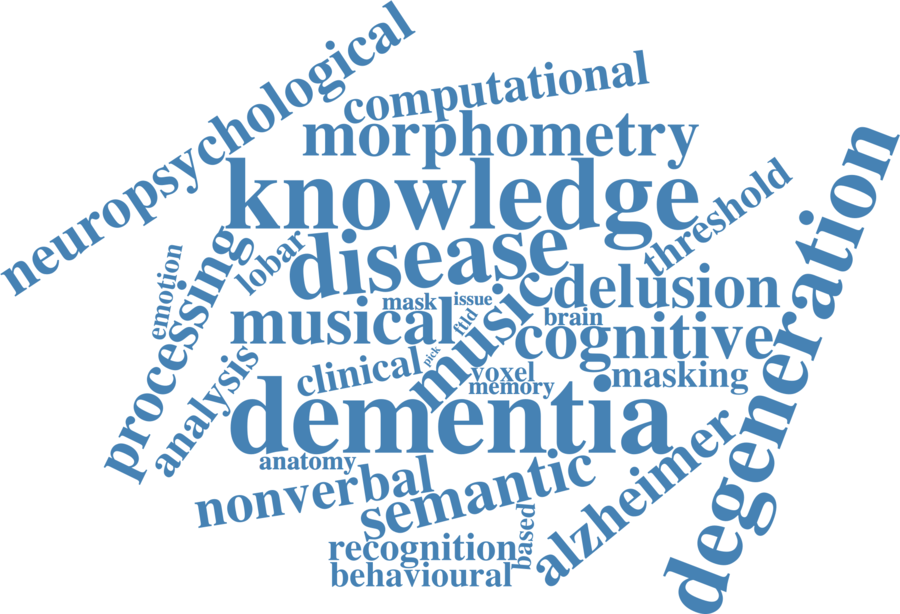 neuropsychological
computational
morphometry
knowledge
threshold
degeneration
disease
lobar
emotion
processing
delusion
mask
issue
musical
ftld
music
brain
cognitive
pick
clinical
analysis
voxel
masking
memory
dementia
anatomy
nonverbal
semantic
alzheimer
based
recognition
behavioural